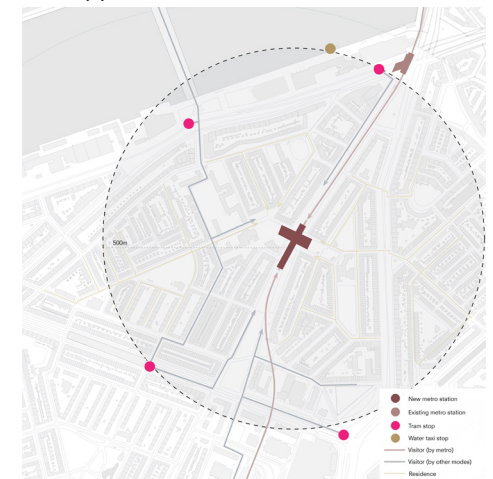 500m
New metro station
Existing metro station
Tram stop
Water taxi stop
Visitor (by metro)
Visitor (by other modes)
Residence